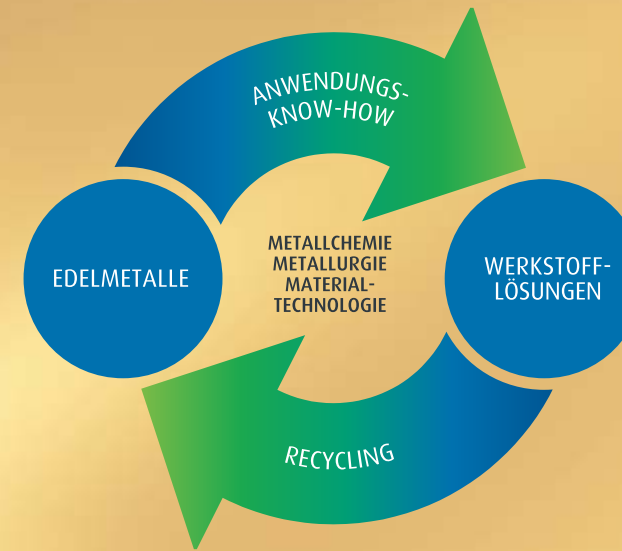 ANWENDUNGS-
KNOW-HOW
EDELMETALLE
METALLCHEMIE
METALLURGIE
MATERIAL-
TECHNOLOGIE
WERKSTOFF-
LÖSUNGEN
RECYCLING